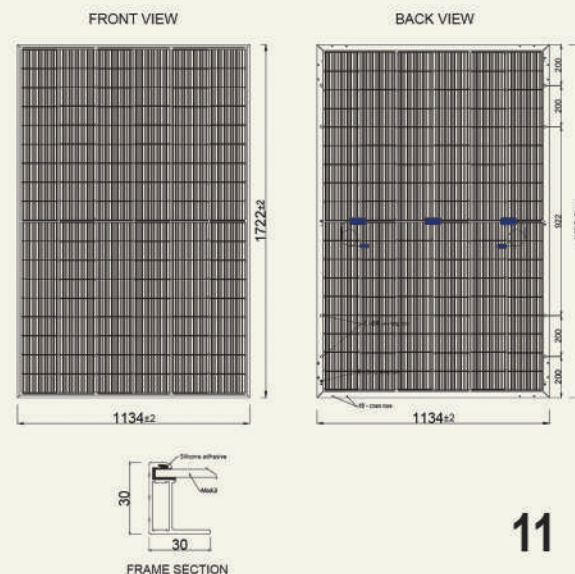 FRONT VIEW
BACK VIEW
1722±2
200
200
922
200
200
1134±2
1134±2
Silicone adhesive
30
30
FRAME SECTION
11